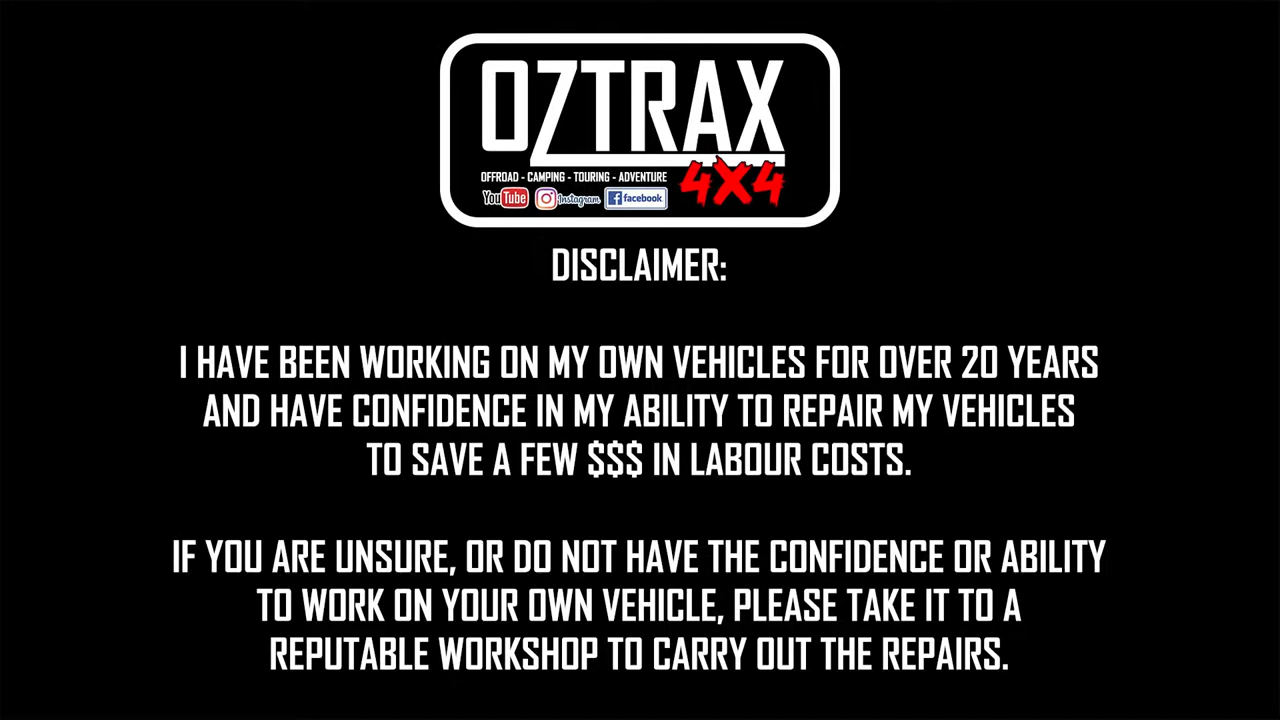 OZTRAX
4X4
OFFROAD - CAMPING - TOURING - ADVENTURE
YouTube Instagram facebook
DISCLAIMER:
I HAVE BEEN WORKING ON MY OWN VEHICLES FOR OVER 20 YEARS
AND HAVE CONFIDENCE IN MY ABILITY TO REPAIR MY VEHICLES
TO SAVE A FEW $$$ IN LABOUR COSTS.
IF YOU ARE UNSURE, OR DO NOT HAVE THE CONFIDENCE OR ABILITY
TO WORK ON YOUR OWN VEHICLE, PLEASE TAKE IT TO A
REPUTABLE WORKSHOP TO CARRY OUT THE REPAIRS.